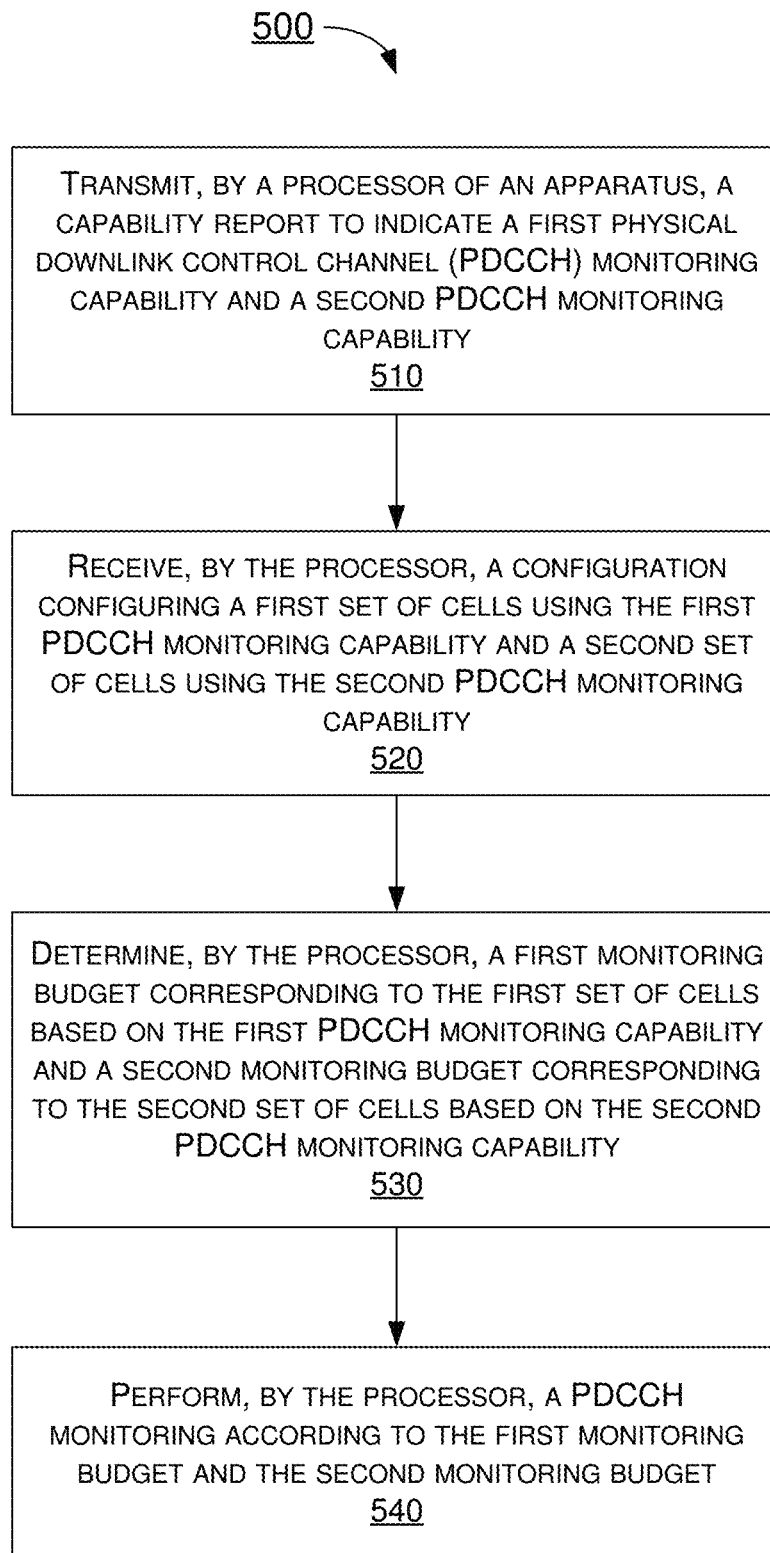 500
TRANSMIT, BY A PROCESSOR OF AN APPARATUS, A
CAPABILITY REPORT TO INDICATE A FIRST PHYSICAL
DOWNLINK CONTROL CHANNEL (PDCCH) MONITORING
CAPABILITY AND A SECOND PDCCH MONITORING
CAPABILITY
510
RECEIVE, BY THE PROCESSOR, A CONFIGURATION
CONFIGURING A FIRST SET OF CELLS USING THE FIRST
PDCCH MONITORING CAPABILITY AND A SECOND SET
OF CELLS USING THE SECOND PDCCH MONITORING
CAPABILITY
520
DETERMINE, BY THE PROCESSOR, A FIRST MONITORING
BUDGET CORRESPONDING TO THE FIRST SET OF CELLS
BASED ON THE FIRST PDCCH MONITORING CAPABILITY
AND A SECOND MONITORING BUDGET CORRESPONDING
TO THE SECOND SET OF CELLS BASED ON THE SECOND
PDCCH MONITORING CAPABILITY
530
PERFORM, BY THE PROCESSOR, A PDCCH
MONITORING ACCORDING TO THE FIRST MONITORING
BUDGET AND THE SECOND MONITORING BUDGET
540